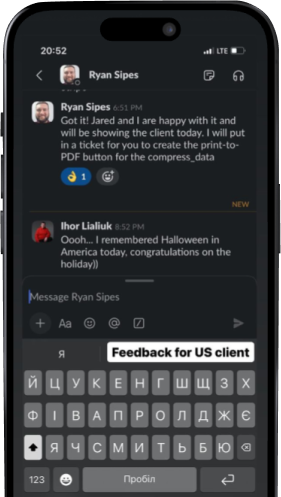 20:52
LTE
Ryan Sipes
Ryan Sipes 6:51 PM
Got it! Jared and I are happy with it and
will be showing the client today. I will put
in a ticket for you to create the print-to-
PDF button for the compress_data
1
NEW
Ihor Lialiuk 8:52 PM
Oooh... I remembered Halloween in
America today, congratulations on the
holiday))
Message Ryan Sipes
Aa
я
Feedback for US client
Й Ц У К Е Н Г Ш Щ З Х
Ф І В А П Р О Л Д Ж Є
Я Ч С М И Т Ь Б Ю
123
Пробіл